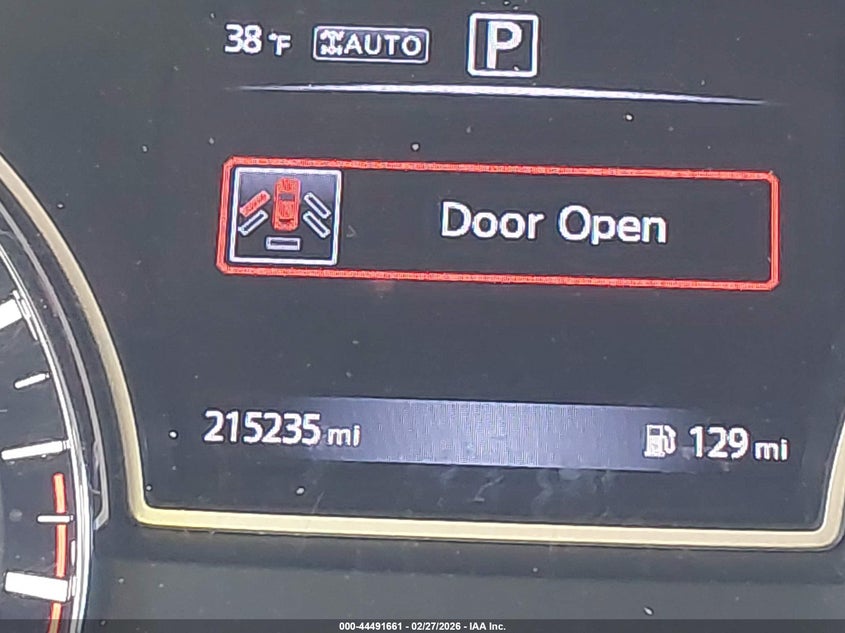 38 °F AUTO P
Door Open
215235 mi 129 mi
000-44491661 - 02/27/2026 - IAA Inc.